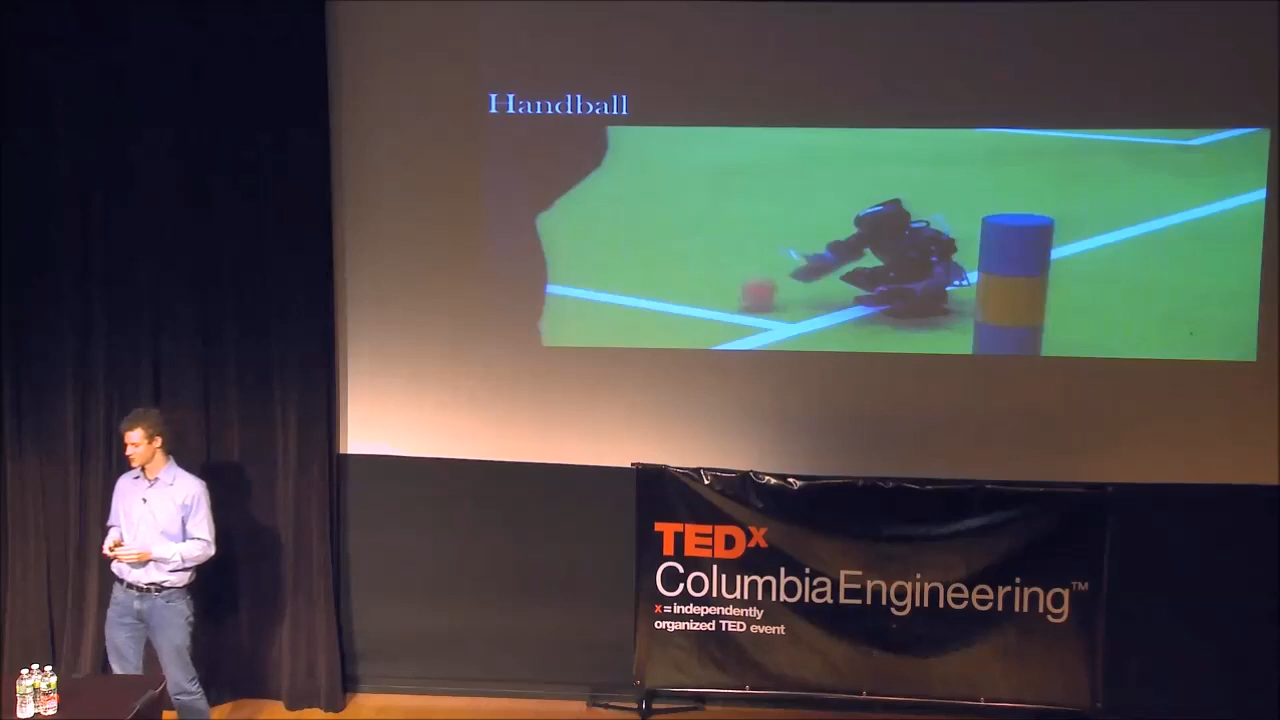 Handball
TEDx
ColumbiaEngineering™
x = independently
organized TED event